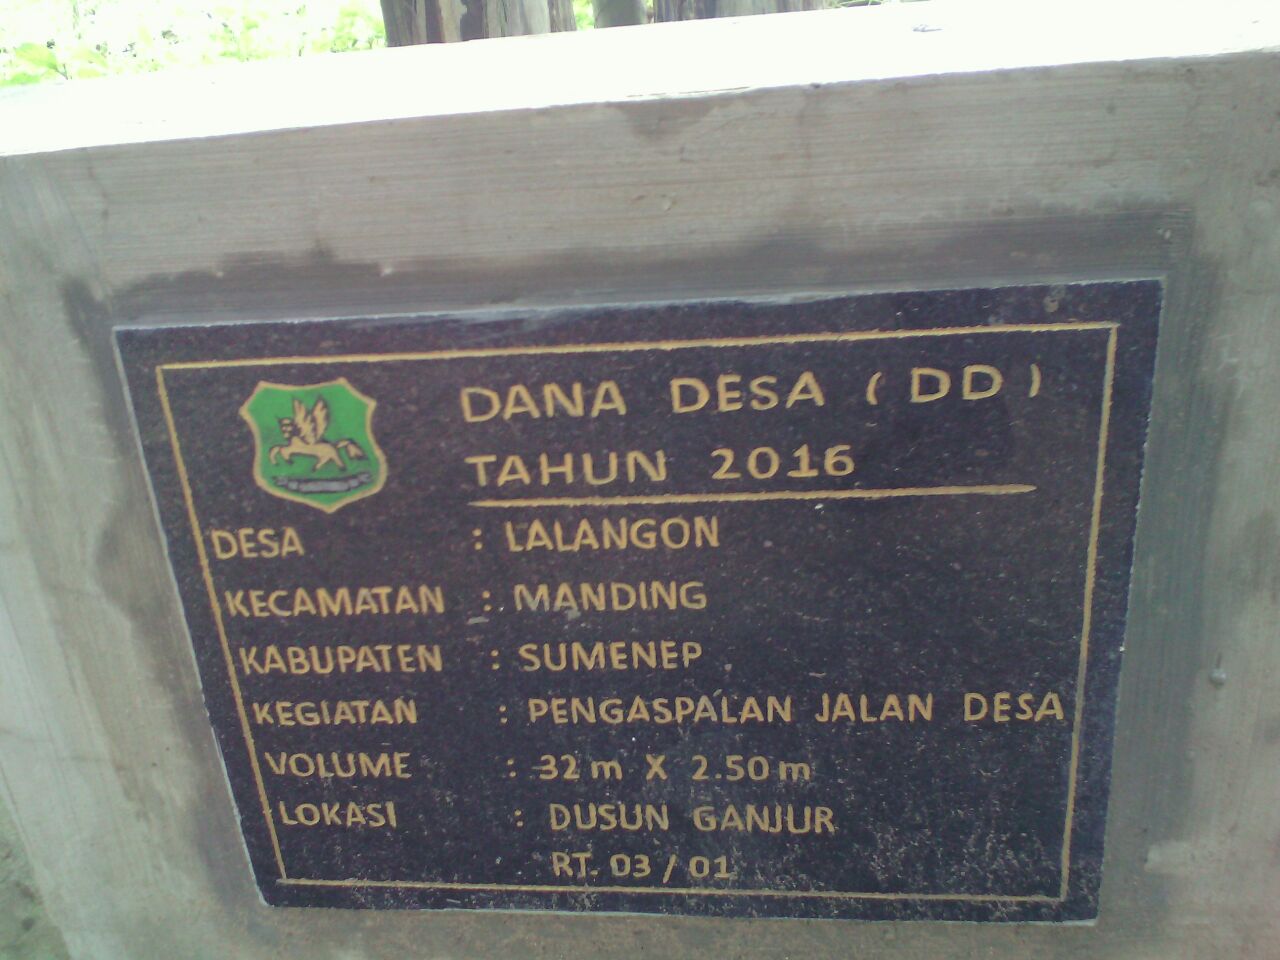 DANA DESA (DD)
TAHUN 2016
DESA : LALANGON
KECAMATAN : MANDING
KABUPATEN : SUMENEP
KEGIATAN : PENGASPALAN JALAN DESA
VOLUME : 32 m X 2.50 m
LOKASI : DUSUN GANJUR
RT. 03 / 01